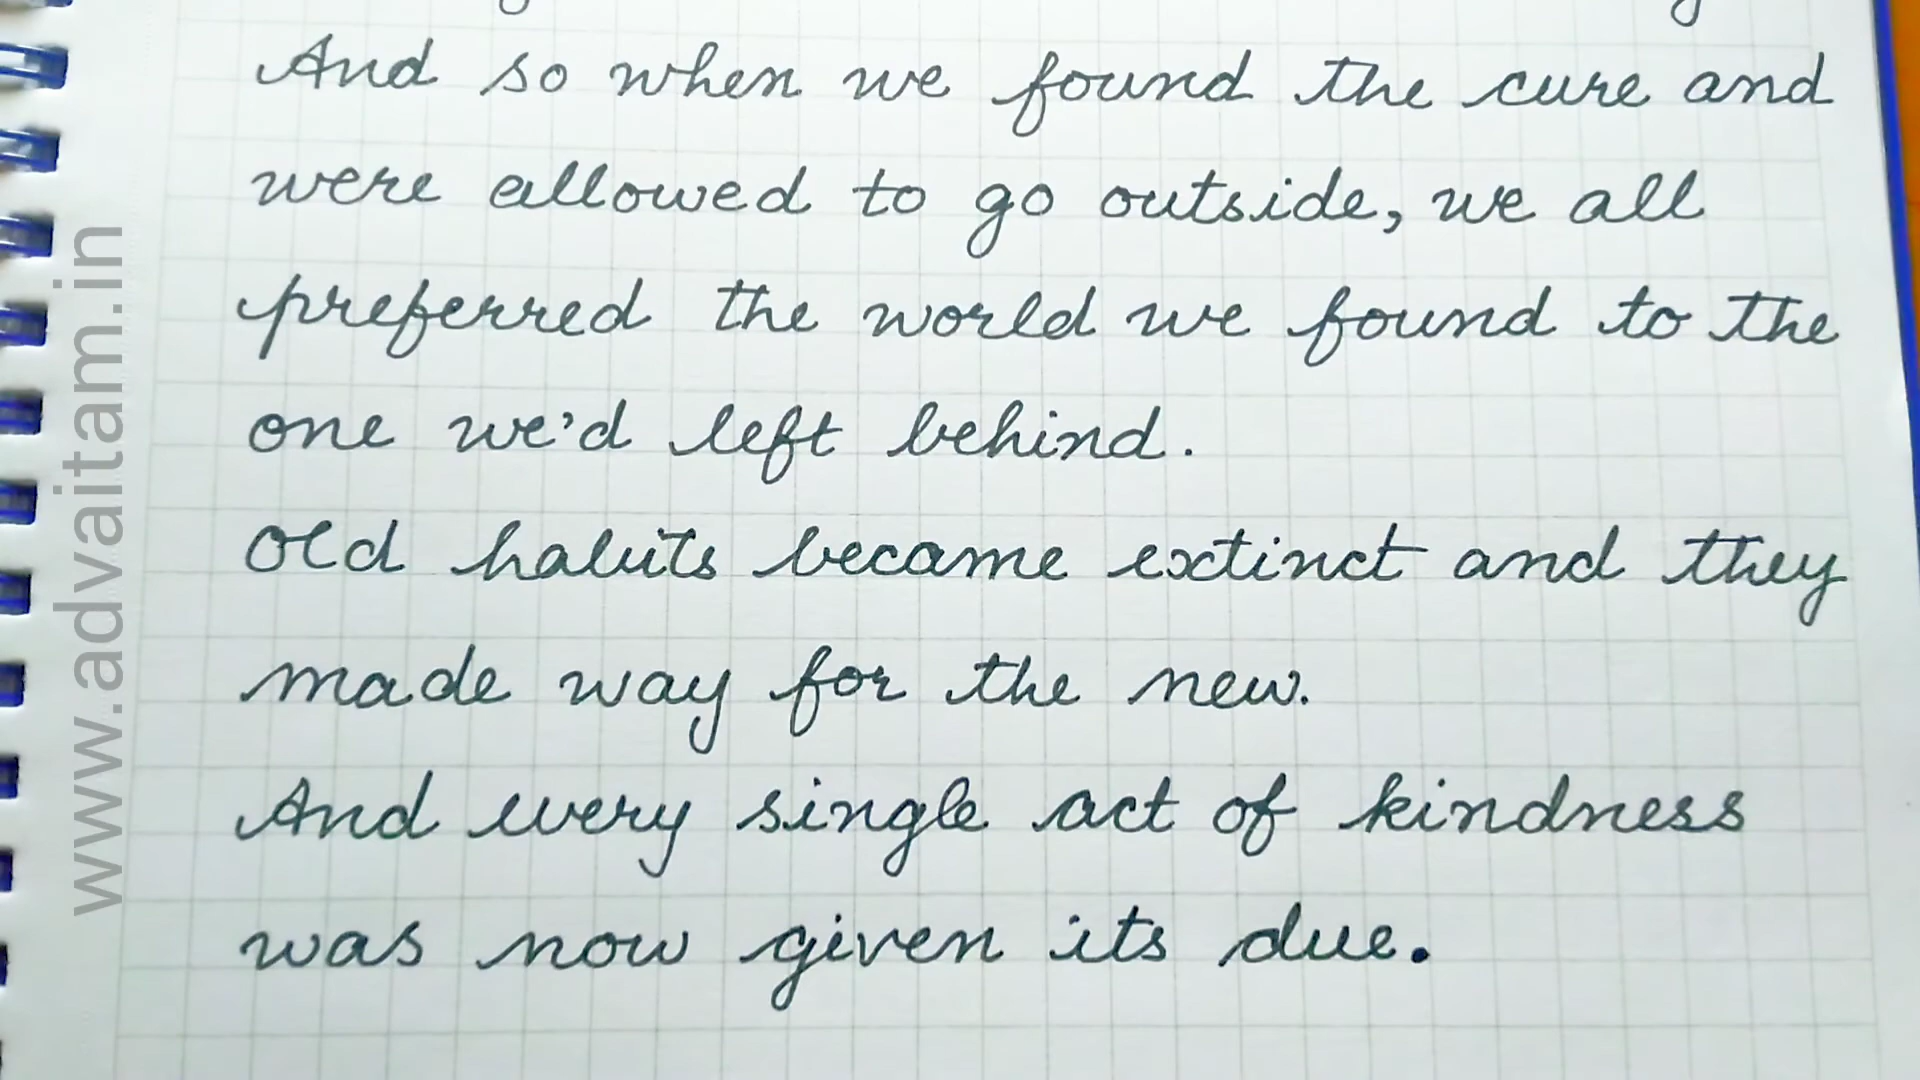 And so when we found the cure and
were allowed to go outside, we all
preferred the world we found to the
one we'd left behind.
Old habits became extinct and they
made way for the new.
And every single act of kindness
was now given its due.
www.advaitam.in